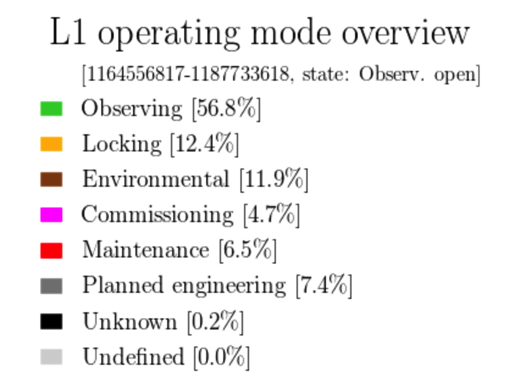 L1 operating mode overview
[1164556817-1187733618, state: Observ. open]
Observing [56.8%]
Locking [12.4%]
Environmental [11.9%]
Commissioning [4.7%]
Maintenance [6.5%]
Planned engineering [7.4%]
Unknown [0.2%]
Undefined [0.0%]